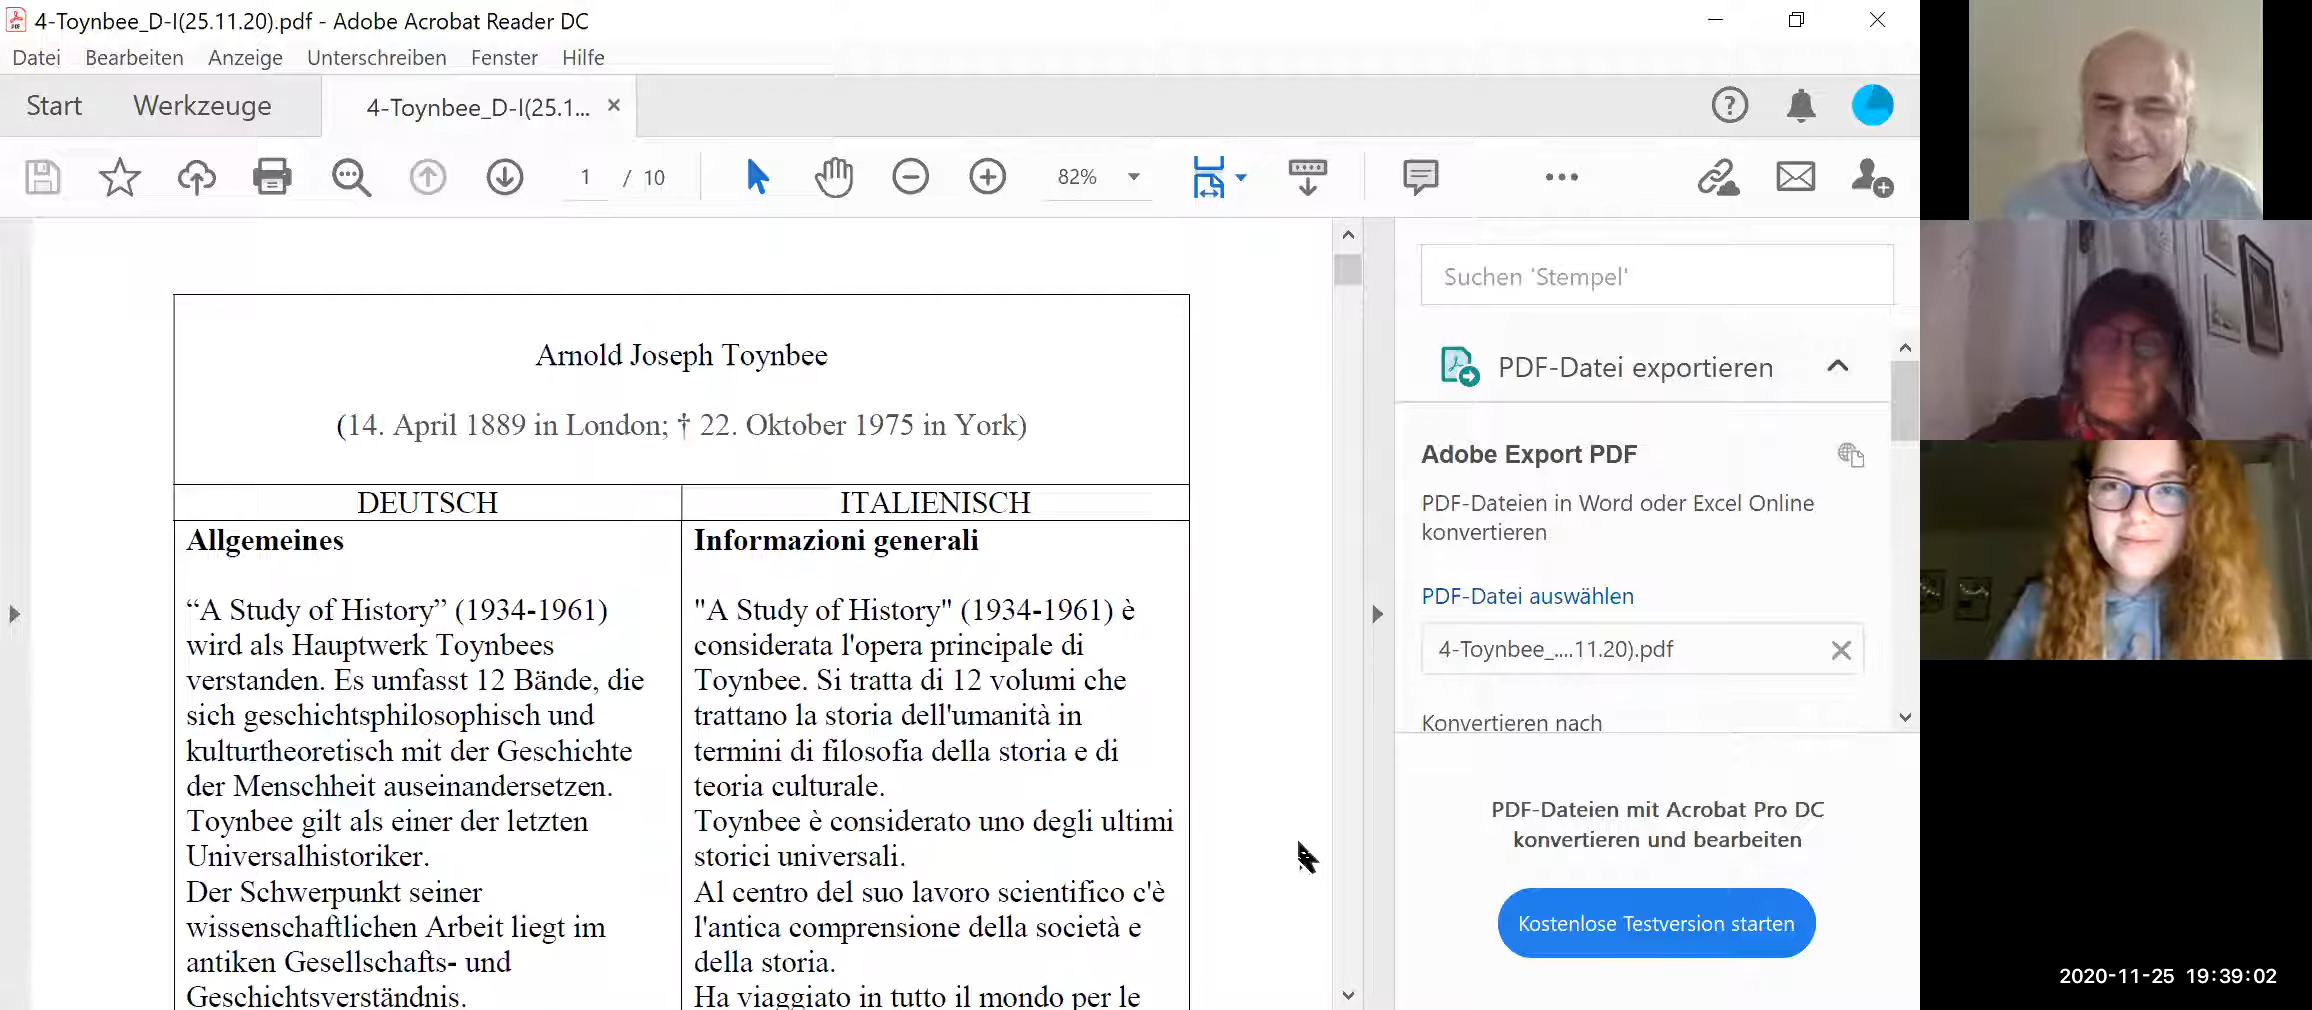 4-Toynbee_D-I(25.11.20).pdf - Adobe Acrobat Reader DC
Datei Bearbeiten Anzeige Unterschreiben Fenster Hilfe
Start Werkzeuge 4-Toynbee_D-I(25.1...
1 / 10 82%
Arnold Joseph Toynbee
(14. April 1889 in London; † 22. Oktober 1975 in York)
DEUTSCH
Allgemeines
“A Study of History” (1934-1961)
wird als Hauptwerk Toynbees
verstanden. Es umfasst 12 Bände, die
sich geschichtsphilosophisch und
kulturtheoretisch mit der Geschichte
der Menschheit auseinandersetzen.
Toynbee gilt als einer der letzten
Universalhistoriker.
Der Schwerpunkt seiner
wissenschaftlichen Arbeit liegt im
antiken Gesellschafts- und
Geschichtsverständnis.
ITALIENISCH
Informazioni generali
"A Study of History" (1934-1961) è
considerata l'opera principale di
Toynbee. Si tratta di 12 volumi che
trattano la storia dell'umanità in
termini di filosofia della storia e di
teoria culturale.
Toynbee è considerato uno degli ultimi
storici universali.
Al centro del suo lavoro scientifico c'è
l'antica comprensione della società e
della storia.
Ha viaggiato in tutto il mondo per le
Suchen 'Stempel'
PDF-Datei exportieren
Adobe Export PDF
PDF-Dateien in Word oder Excel Online
konvertieren
PDF-Datei auswählen
4-Toynbee_....11.20).pdf
Konvertieren nach
PDF-Dateien mit Acrobat Pro DC
konvertieren und bearbeiten
Kostenlose Testversion starten
2020-11-25 19:39:02